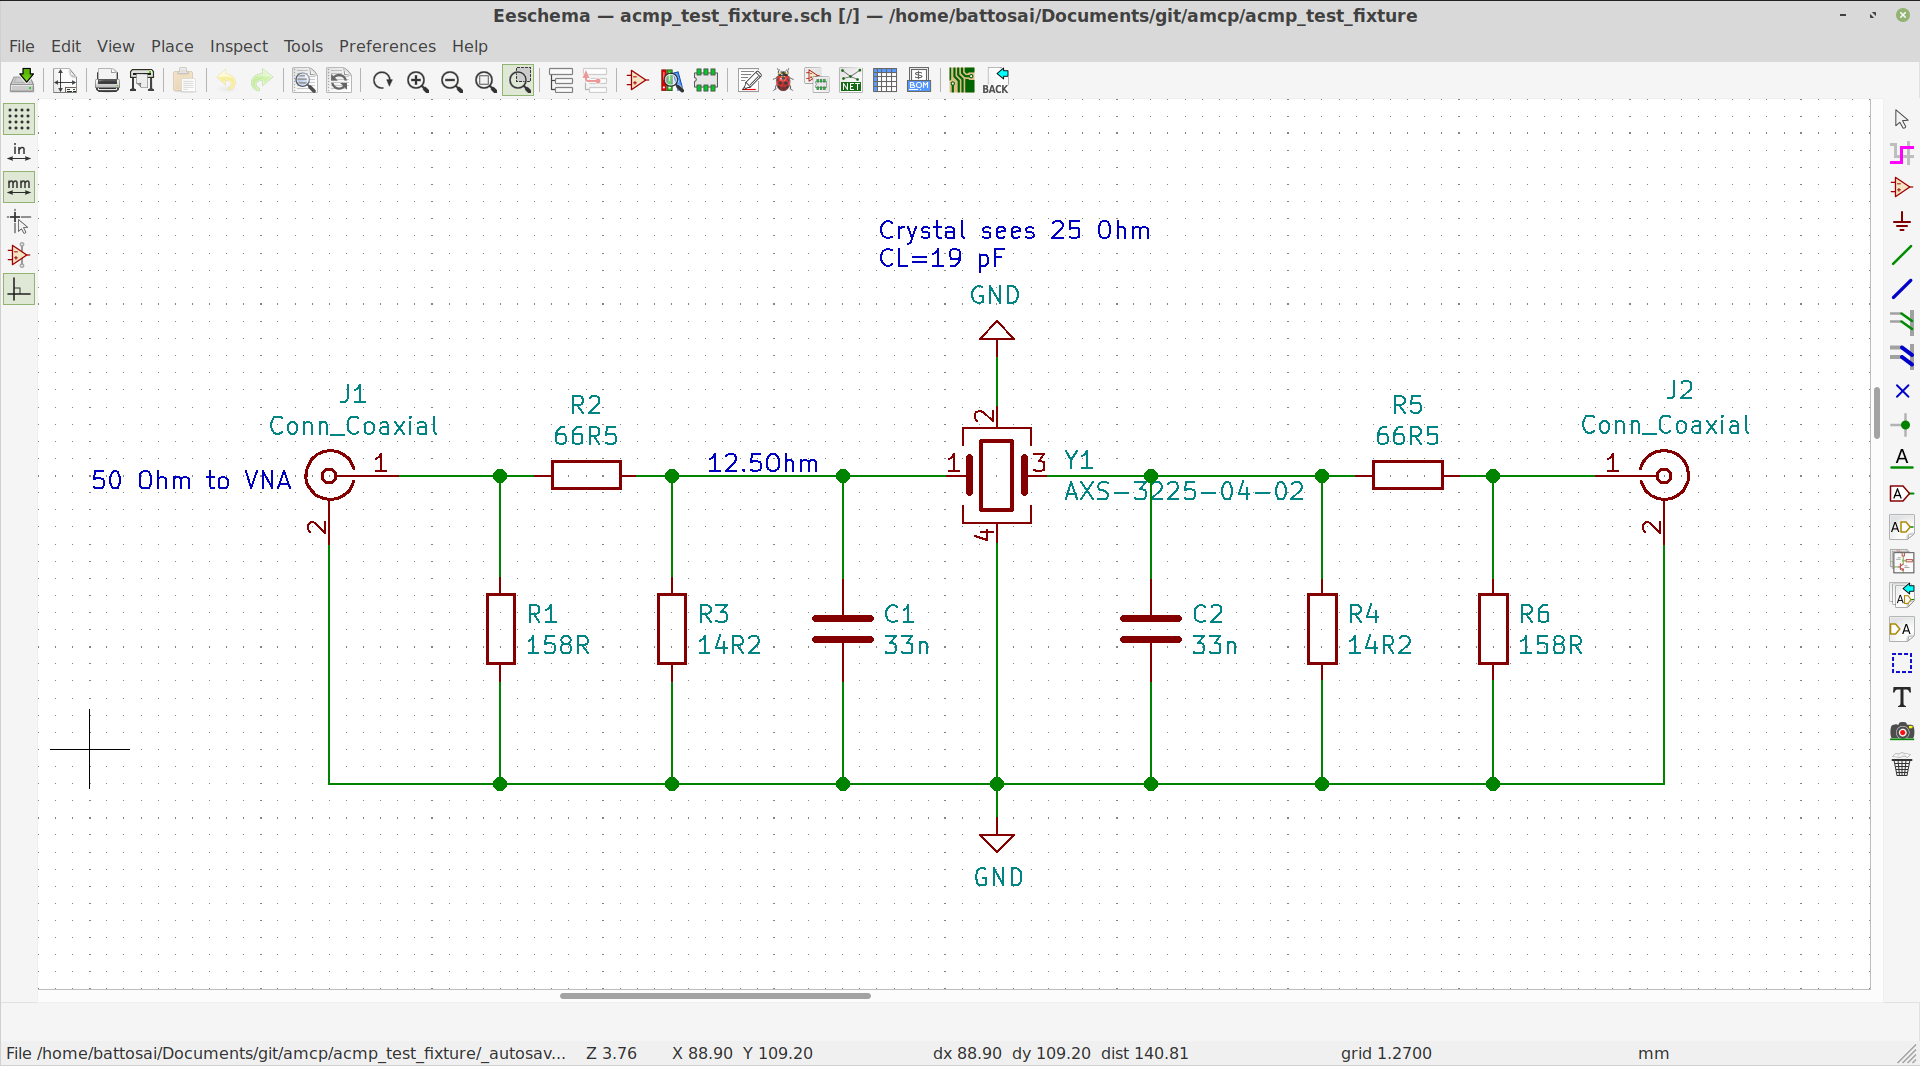 Eeschema — acmp_test_fixture.sch [/] — /home/battosai/Documents/git/amcp/acmp_test_fixture
File Edit View Place Inspect Tools Preferences Help
NET
BOM
BACK
in
mm
Crystal sees 25 Ohm
CL=19 pF
GND
J1
Conn_Coaxial
R2
66R5
50 Ohm to VNA
1
2
12.5Ohm
2
1
3
4
Y1
AXS-3225-04-02
R5
66R5
J2
Conn_Coaxial
1
2
R1
158R
R3
14R2
C1
33n
C2
33n
R4
14R2
R6
158R
GND
A
A
AD
AD
DA
T
File /home/battosai/Documents/git/amcp/acmp_test_fixture/_autosav... Z 3.76 X 88.90 Y 109.20 dx 88.90 dy 109.20 dist 140.81 grid 1.2700 mm